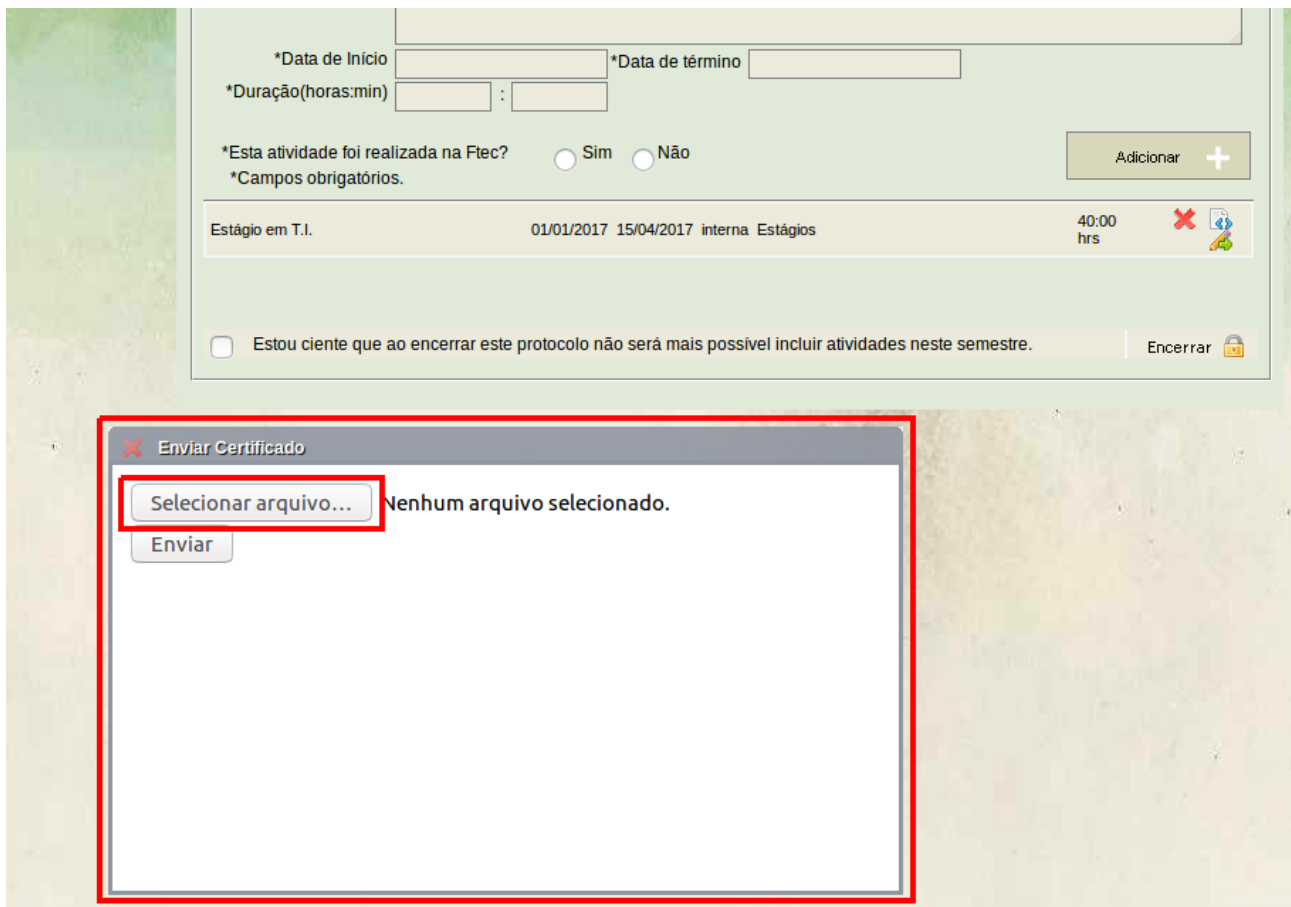 *Data de Início *Data de término
*Duração(horas:min) :
*Esta atividade foi realizada na Ftec? Sim Não
*Campos obrigatórios.
Adicionar
Estágio em T.I. 01/01/2017 15/04/2017 interna Estágios 40:00
hrs
Estou ciente que ao encerrar este protocolo não será mais possível incluir atividades neste semestre. Encerrar
Enviar Certificado
Selecionar arquivo... Nenhum arquivo selecionado.
Enviar